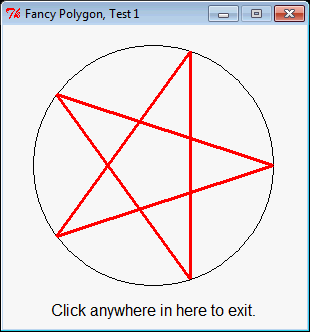 Fancy Polygon, Test 1
Click anywhere in here to exit.